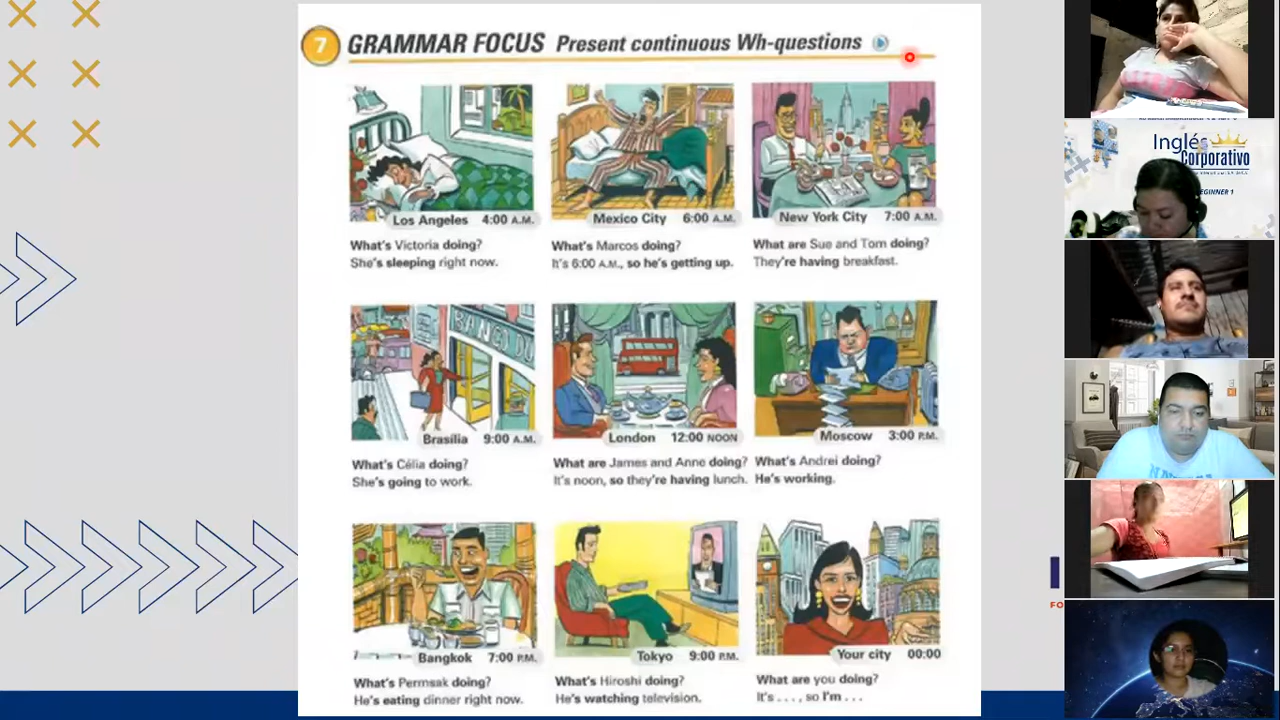 7 GRAMMAR FOCUS Present continuous Wh-questions
Los Angeles 4:00 A.M.
What's Victoria doing?
She's sleeping right now.
Mexico City 6:00 A.M.
What's Marcos doing?
It's 6:00 A.M., so he's getting up.
New York City 7:00 A.M.
What are Sue and Tom doing?
They're having breakfast.
Brasília 9:00 A.M.
What's Célia doing?
She's going to work.
London 12:00 NOON
What are James and Anne doing?
It's noon, so they're having lunch.
Moscow 3:00 P.M.
What's Andrei doing?
He's working.
Bangkok 7:00 P.M.
What's Permsak doing?
He's eating dinner right now.
Tokyo 9:00 P.M.
What's Hiroshi doing?
He's watching television.
Your city 00:00
What are you doing?
It's . . . , so I'm . . .
BANCO DU
FO
Inglés
Corporativo